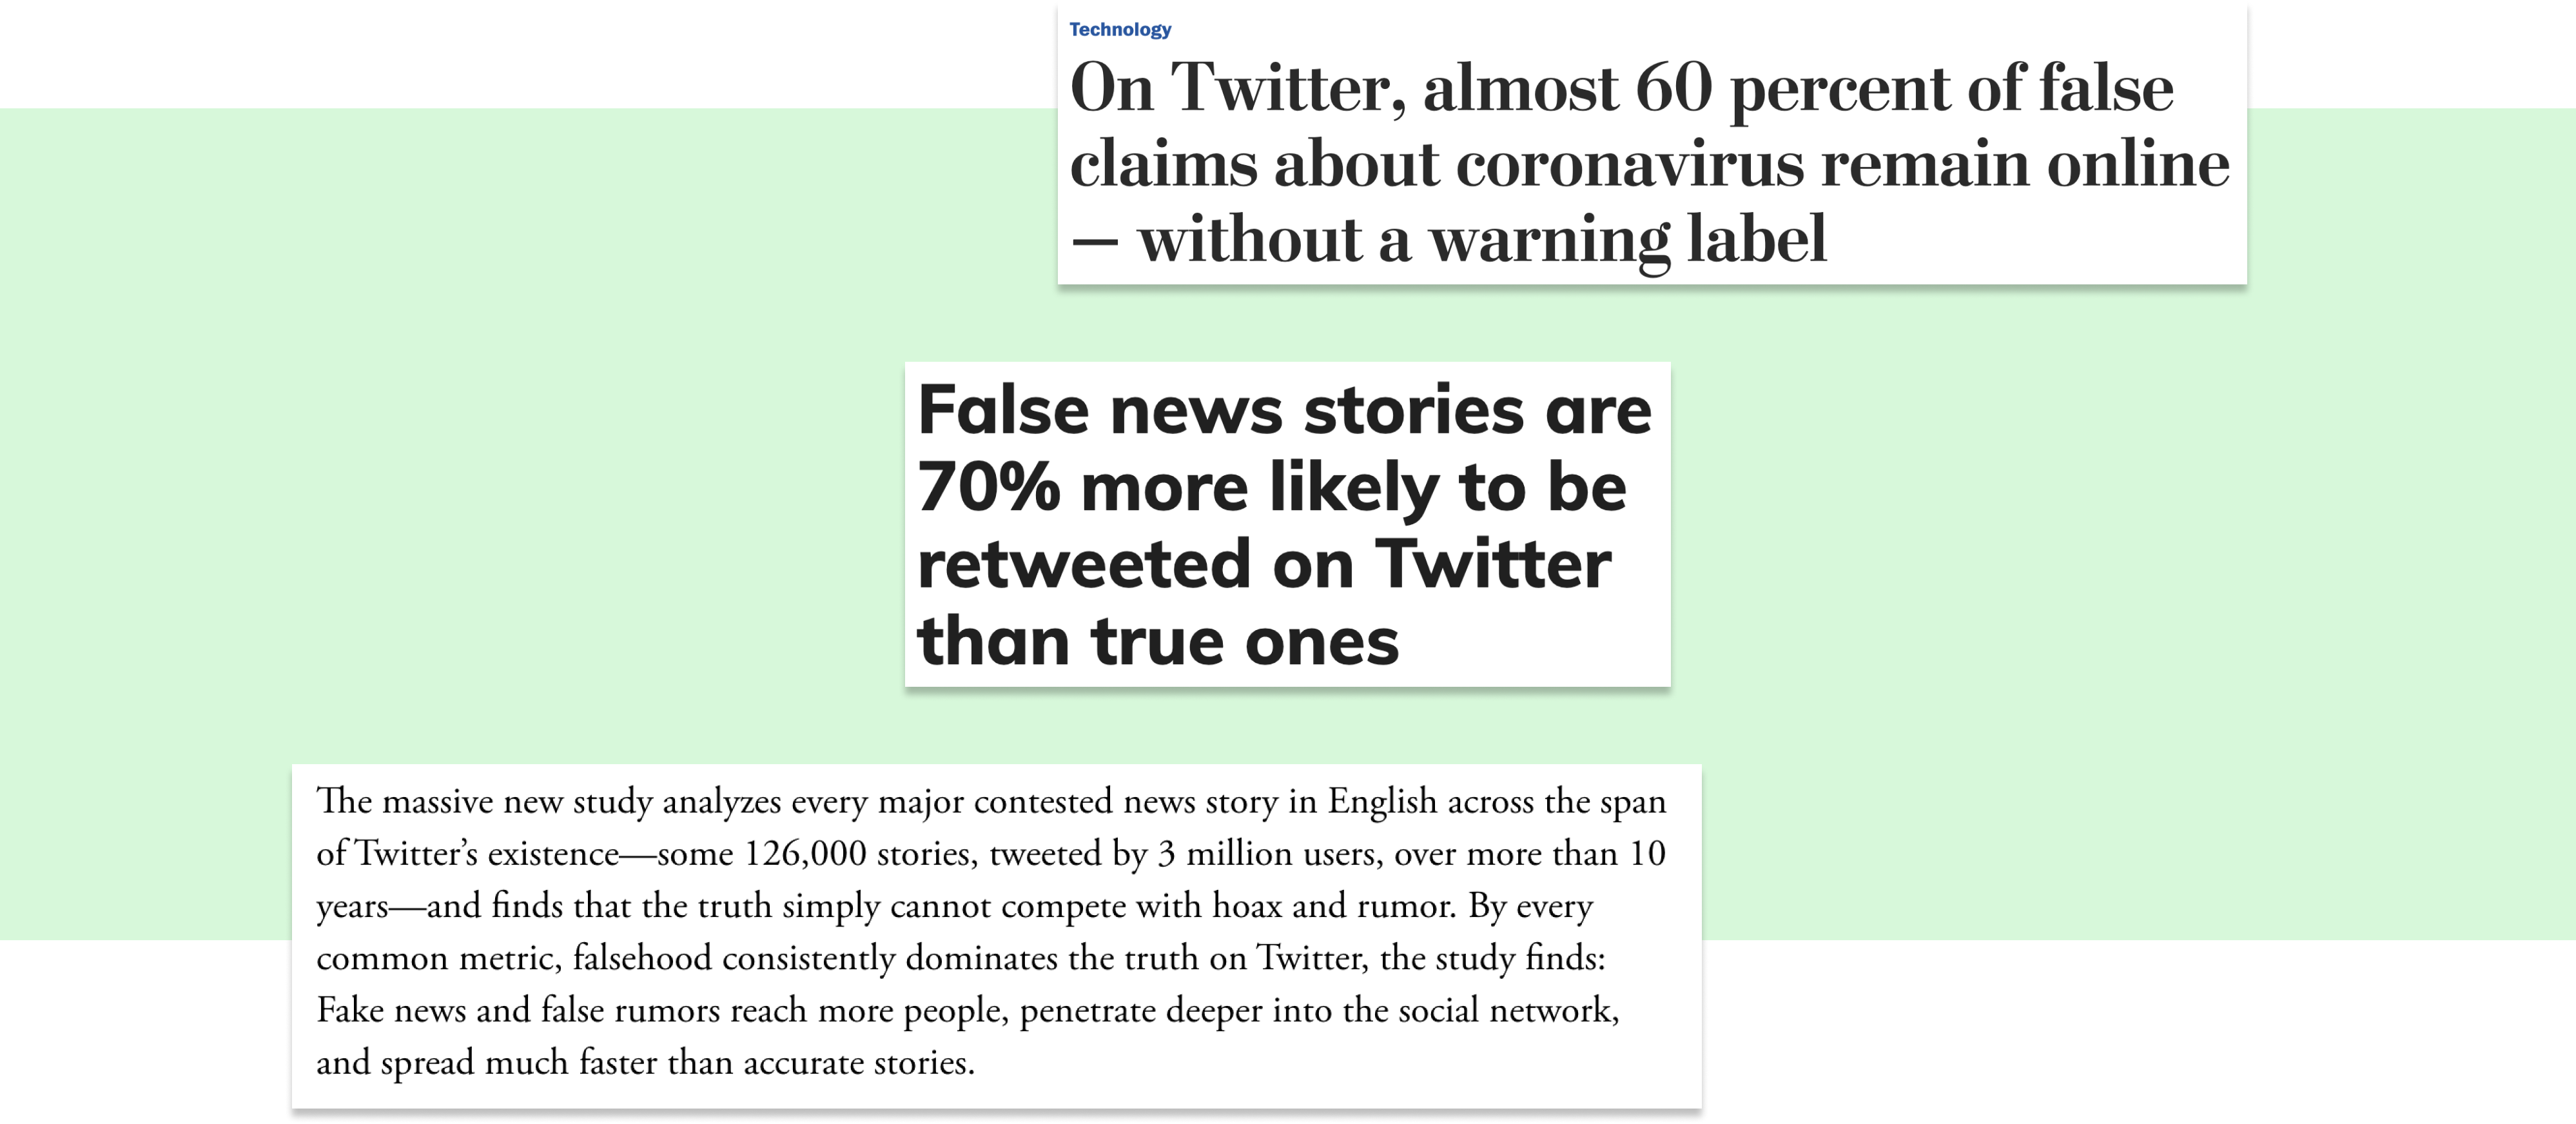 Technology
On Twitter, almost 60 percent of false
claims about coronavirus remain online
— without a warning label
False news stories are
70% more likely to be
retweeted on Twitter
than true ones
The massive new study analyzes every major contested news story in English across the span
of Twitter’s existence—some 126,000 stories, tweeted by 3 million users, over more than 10
years—and finds that the truth simply cannot compete with hoax and rumor. By every
common metric, falsehood consistently dominates the truth on Twitter, the study finds:
Fake news and false rumors reach more people, penetrate deeper into the social network,
and spread much faster than accurate stories.